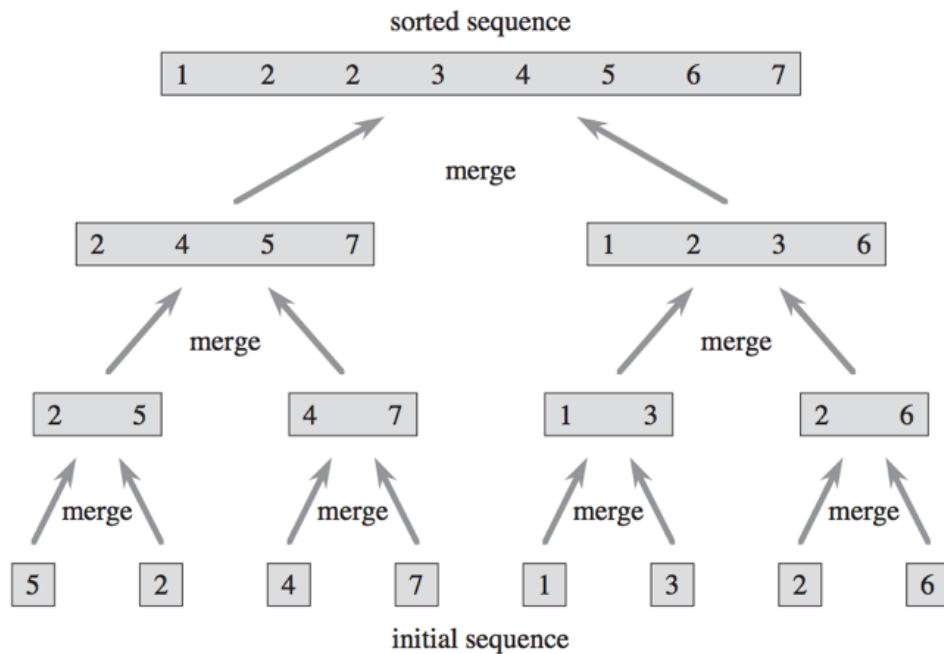 sorted sequence
1 2 2 3 4 5 6 7
merge
2 4 5 7 1 2 3 6
merge merge
2 5 4 7 1 3 2 6
merge merge merge merge
5 2 4 7 1 3 2 6
initial sequence